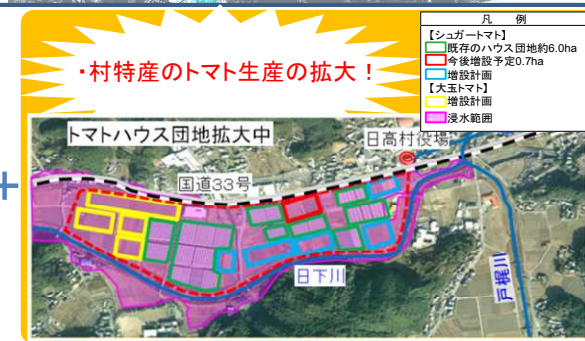 凡 例
【シュガートマト】
既存のハウス団地約6.0ha
今後増設予定0.7ha
増設計画
【大玉トマト】
増設計画
浸水範囲
・村特産のトマト生産の拡大！
トマトハウス団地拡大中
日高村役場
国道33号
日下川
戸梶川
+